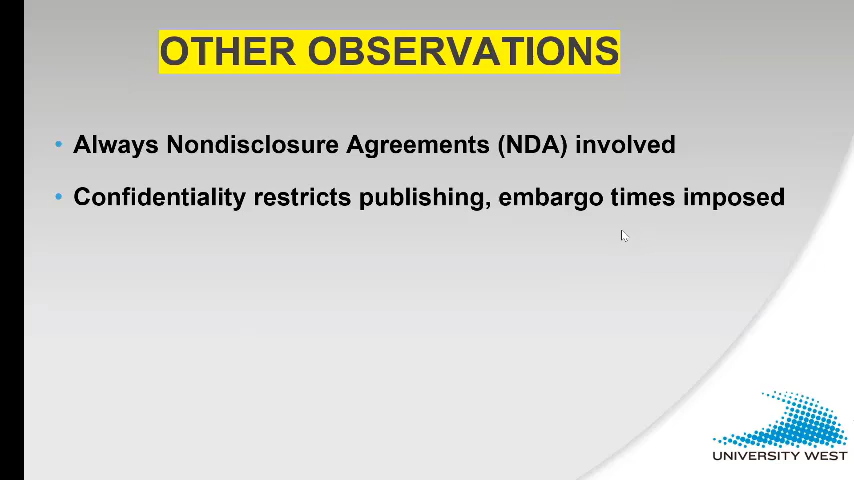 OTHER OBSERVATIONS
• Always Nondisclosure Agreements (NDA) involved
• Confidentiality restricts publishing, embargo times imposed
UNIVERSITY WEST